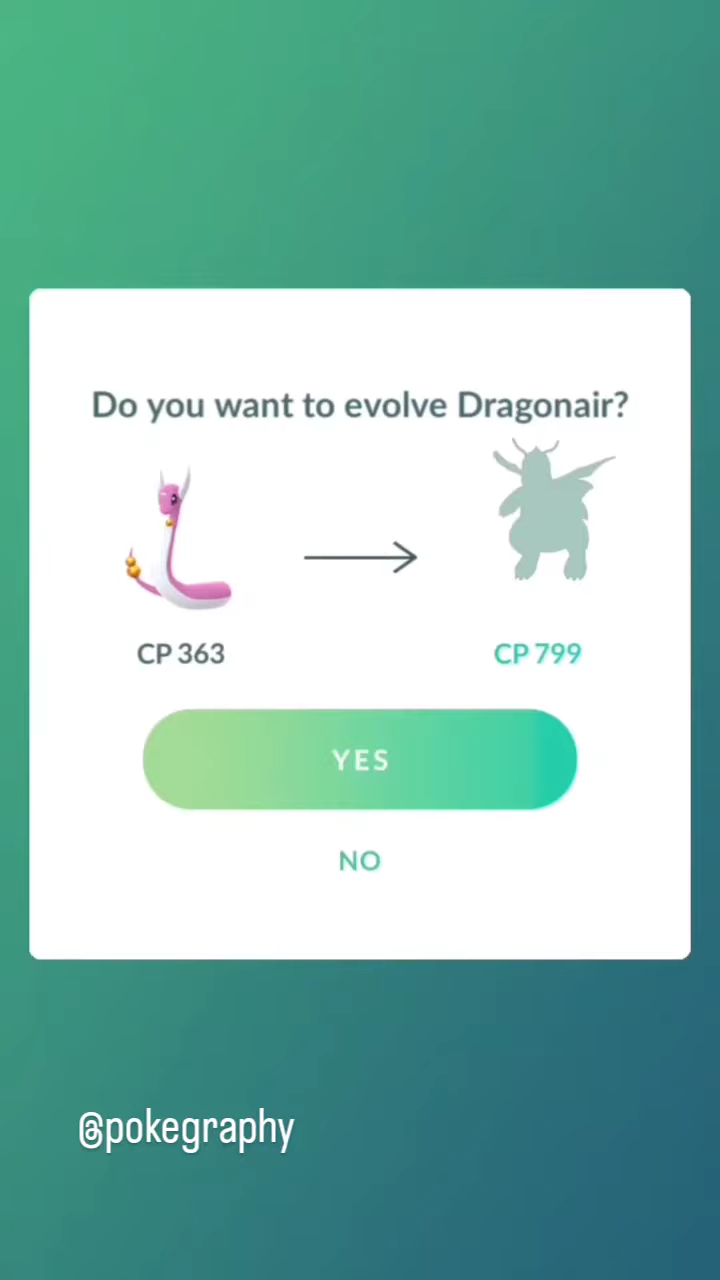 Do you want to evolve Dragonair?
CP 363
CP 799
YES
NO
@pokegraphy